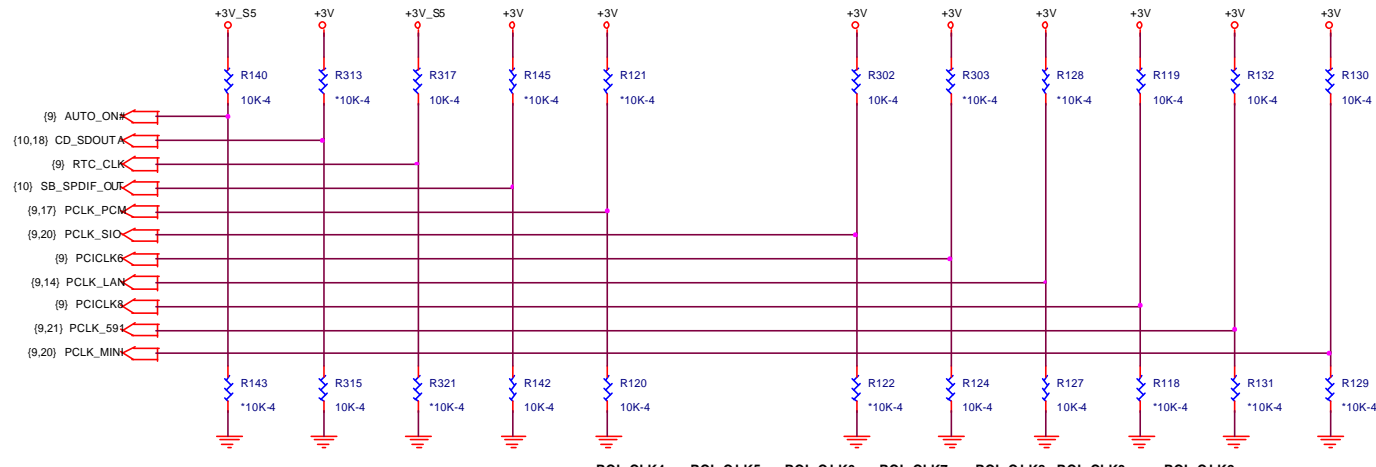 +3V_S5 +3V +3V_S5 +3V +3V +3V +3V +3V +3V +3V +3V
R140 R313 R317 R145 R121 R302 R303 R128 R119 R132 R130
10K-4 *10K-4 10K-4 *10K-4 *10K-4 10K-4 *10K-4 *10K-4 10K-4 10K-4 10K-4
{9} AUTO_ON#
{10,18} CD_SDOUTA
{9} RTC_CLK
{10} SB_SPDIF_OUT
{9,17} PCLK_PCM
{9,20} PCLK_SIO
{9} PCICLK6
{9,14} PCLK_LAN
{9} PCICLK8
{9,21} PCLK_591
{9,20} PCLK_MINI
R143 R315 R321 R142 R120 R122 R124 R127 R118 R131 R129
*10K-4 10K-4 *10K-4 10K-4 10K-4 *10K-4 10K-4 10K-4 *10K-4 *10K-4 *10K-4